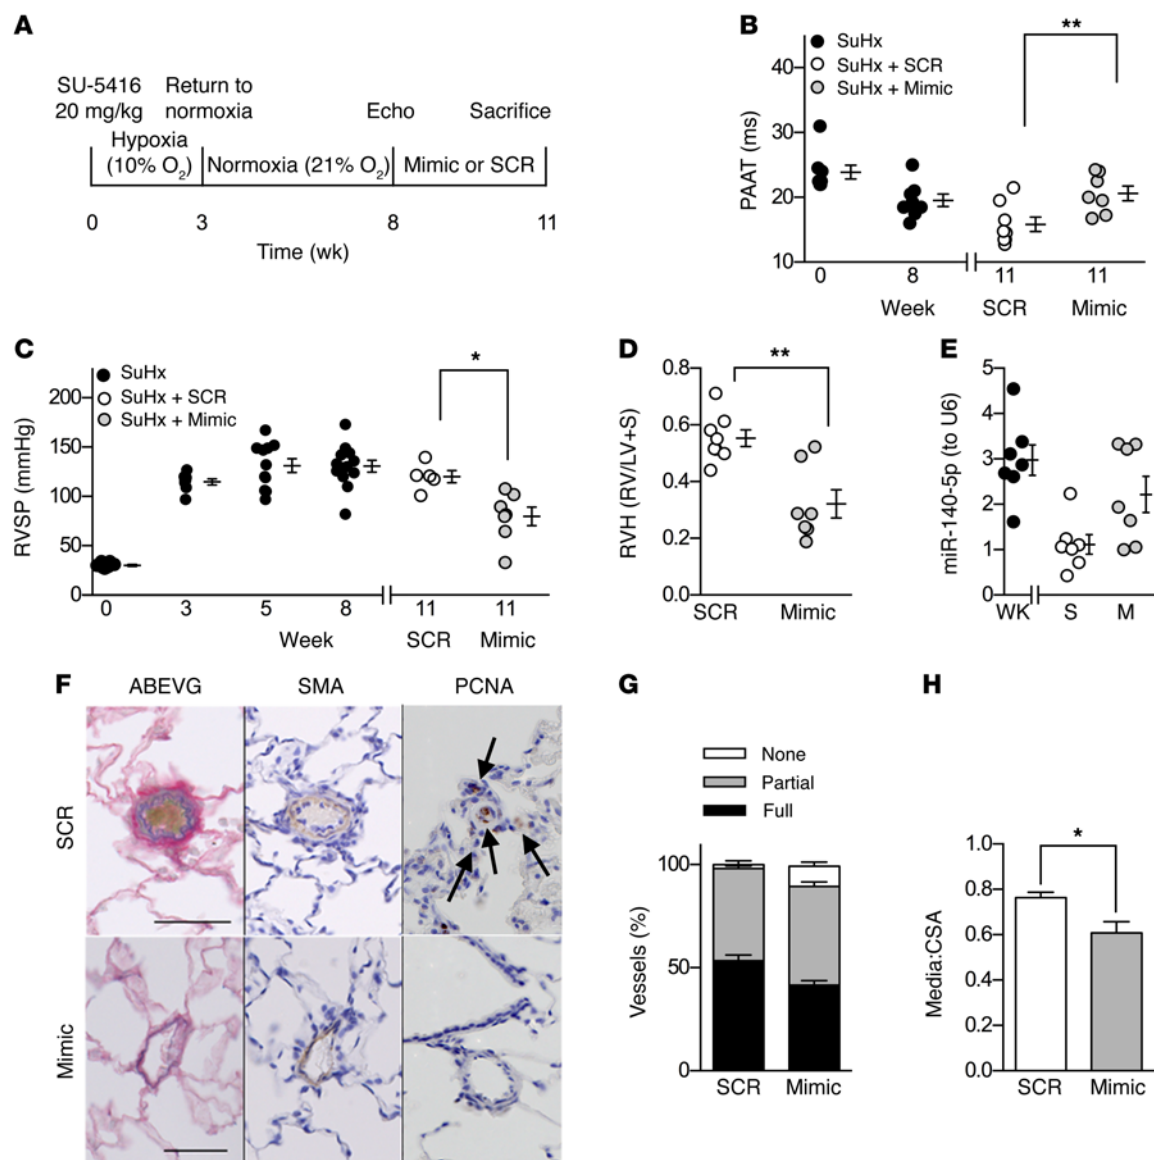 A
SU-5416 Return to
20 mg/kg normoxia Echo Sacrifice
Hypoxia
(10% O2) Normoxia (21% O2) Mimic or SCR
0 3 8 11
Time (wk)
B
**
SuHx
SuHx + SCR
SuHx + Mimic
PAAT (ms)
40
30
20
10
0 8 11 11
Week SCR Mimic
C
*
SuHx
SuHx + SCR
SuHx + Mimic
RVSP (mmHg)
200
150
100
50
0
0 3 5 8 11 11
Week SCR Mimic
D
**
RVH (RV/LV+S)
0.8
0.6
0.4
0.2
0.0
SCR Mimic
E
miR-140-5p (to U6)
5
4
3
2
1
0
WK S M
F
ABEVG SMA PCNA
SCR
Mimic
G
None
Partial
Full
Vessels (%)
100
50
0
SCR Mimic
H
*
Media:CSA
1.0
0.8
0.6
0.4
0.2
0.0
SCR Mimic